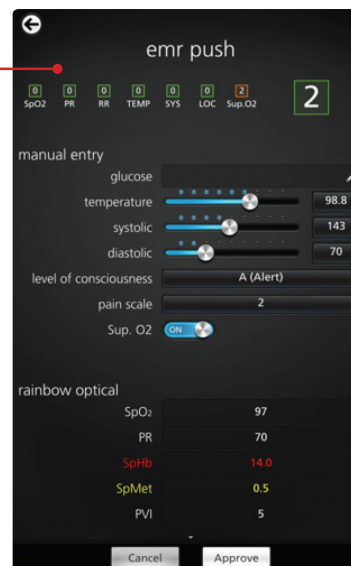 emr push
0 0 0 0 0 0 2 2
SpO2 PR RR TEMP SYS LOC Sup.O2
manual entry
glucose
temperature 98.8
systolic 143
diastolic 70
level of consciousness A (Alert)
pain scale 2
Sup. O2 ON
rainbow optical
SpO2 97
PR 70
SpHb 14.0
SpMet 0.5
PVI 5
Cancel Approve